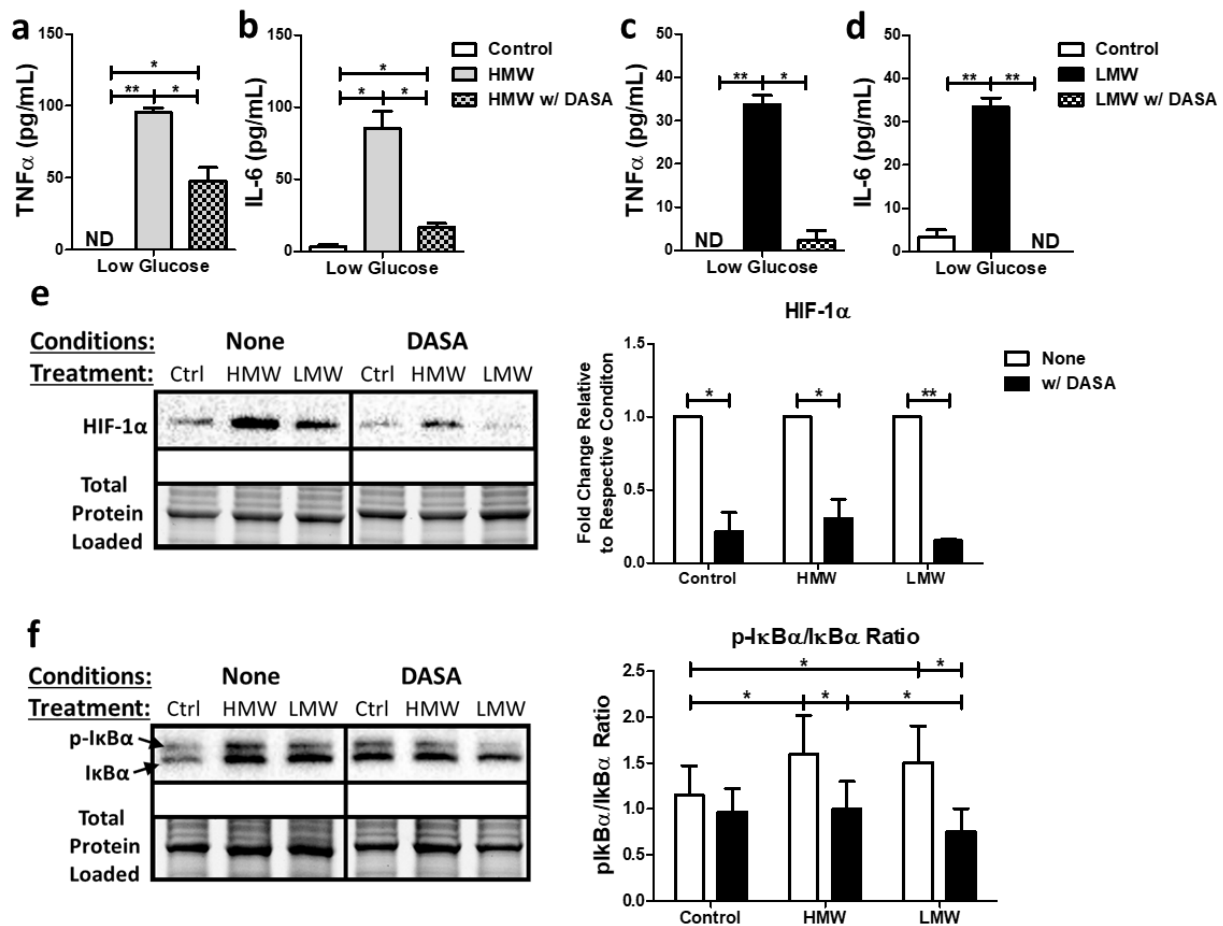 a
TNFα (pg/mL)
150
100
50
0
*
**
*
ND
Low Glucose
b
IL-6 (pg/mL)
150
100
50
0
*
*
*
Low Glucose
Control
HMW
HMW w/ DASA
c
TNFα (pg/mL)
50
40
30
20
10
0
**
*
ND
Low Glucose
d
IL-6 (pg/mL)
50
40
30
20
10
0
**
**
ND
Low Glucose
Control
LMW
LMW w/ DASA
e
Conditions: None DASA
Treatment: Ctrl HMW LMW Ctrl HMW LMW
HIF-1α
Total
Protein
Loaded
HIF-1α
Fold Change Relative
to Respective Conditon
1.5
1.0
0.5
0.0
*
*
**
Control HMW LMW
None
w/ DASA
f
Conditions: None DASA
Treatment: Ctrl HMW LMW Ctrl HMW LMW
p-IκBα
IκBα
Total
Protein
Loaded
p-IκBα/IκBα Ratio
pIkBα/IkBα Ratio
2.5
2.0
1.5
1.0
0.5
0.0
* *
* * *
Control HMW LMW